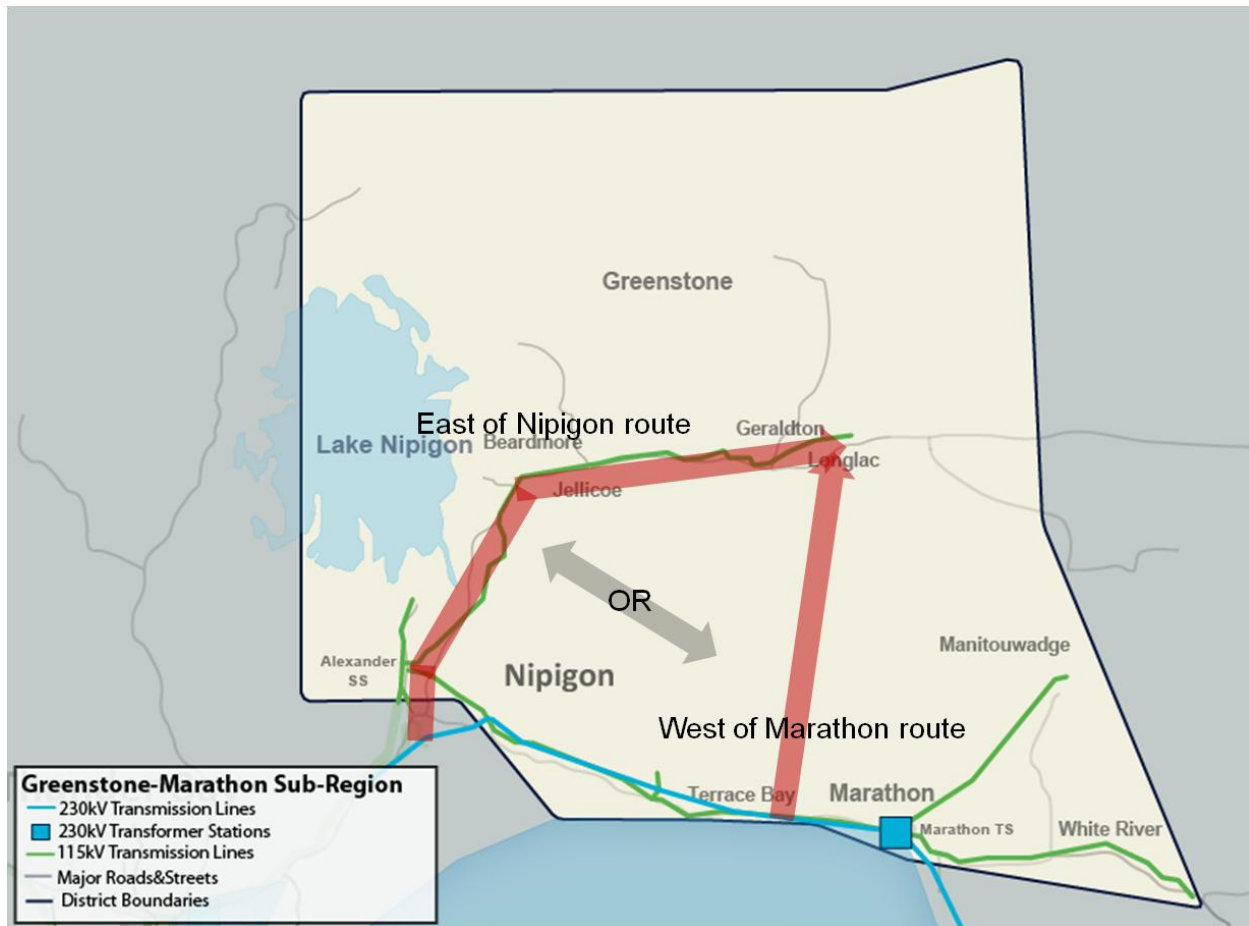 Greenstone
East of Nipigon route
Geraldton
Lake Nipigon
Beardmore
Longlac
Jellicoe
OR
Manitouwadge
Alexander
SS
Nipigon
West of Marathon route
Terrace Bay
Marathon
Marathon TS
White River
Greenstone-Marathon Sub-Region
230kV Transmission Lines
230kV Transformer Stations
115kV Transmission Lines
Major Roads&Streets
District Boundaries